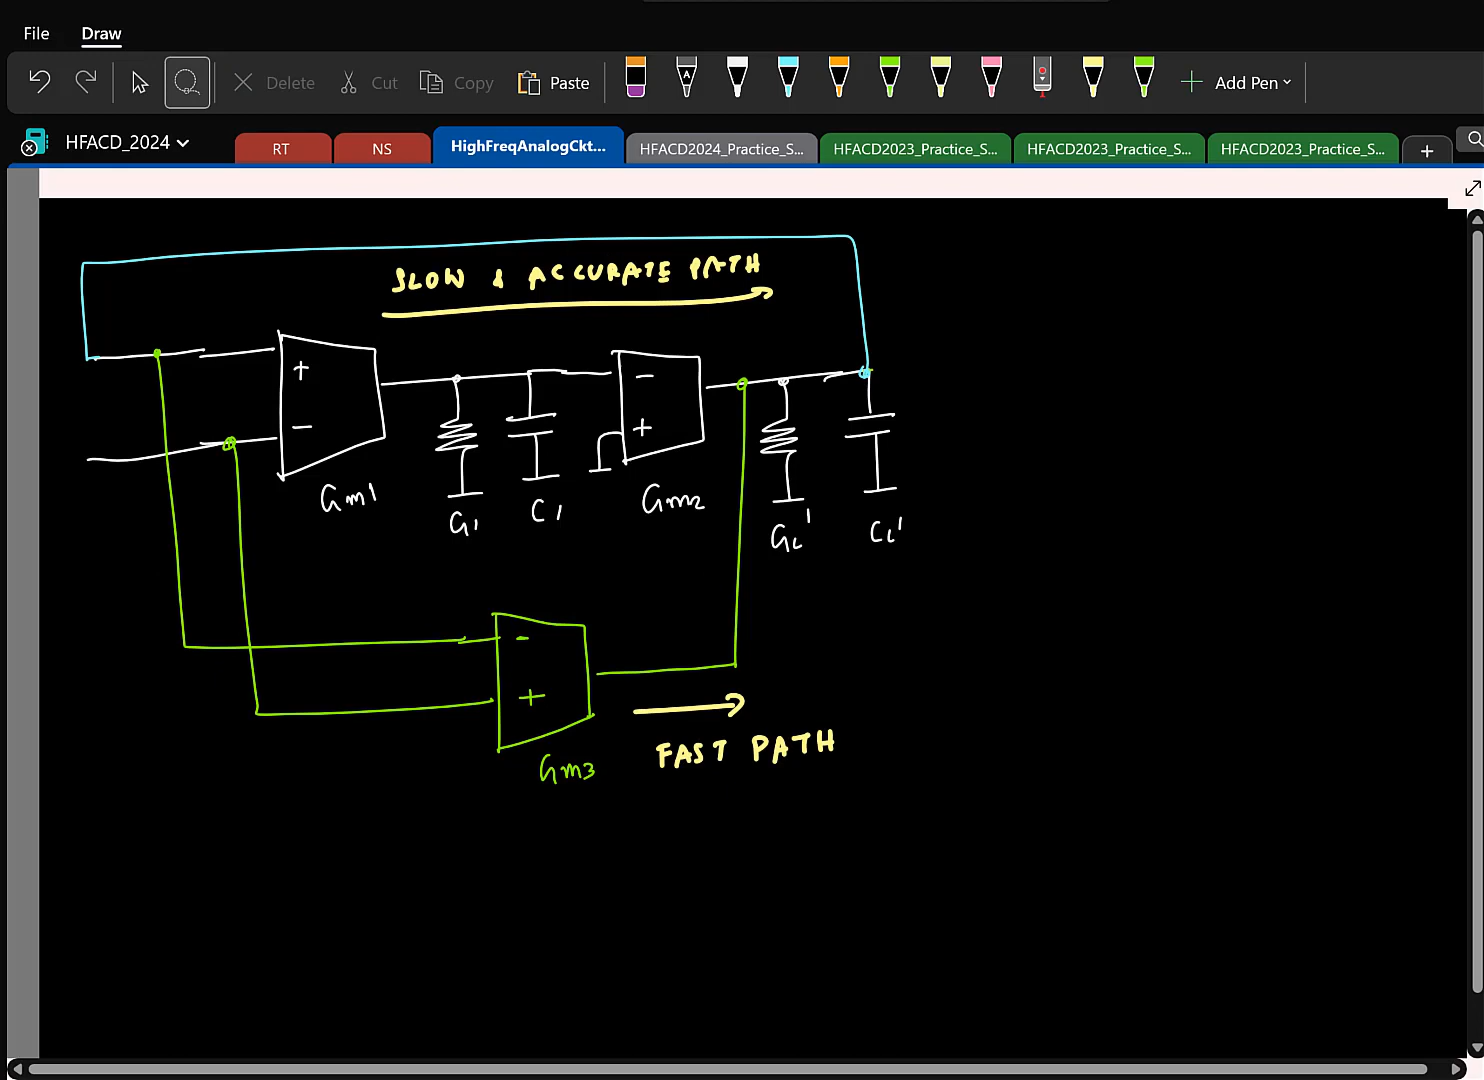 File Draw
Delete Cut Copy Paste A Add Pen
HFACD_2024 RT NS HighFreqAnalogCkt... HFACD2024_Practice_S... HFACD2023_Practice_S... HFACD2023_Practice_S... HFACD2023_Practice_S... +
SLOW & ACCURATE PATH
+ −
− +
Gm1 G1 C1 Gm2 GL' CL'
-
+
Gm3
FAST PATH